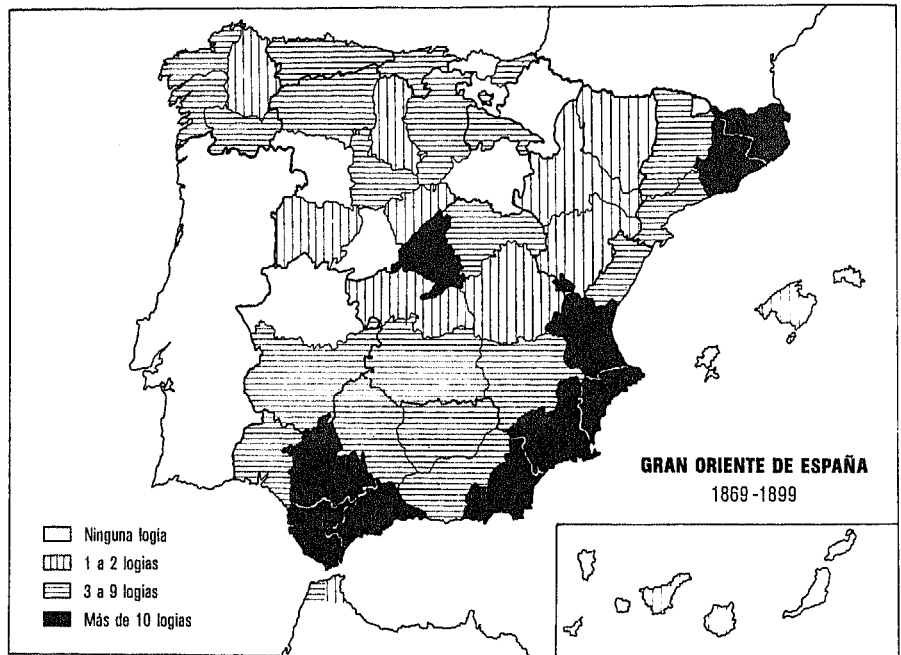 GRAN ORIENTE DE ESPAÑA
1869-1899
Ninguna logia
1 a 2 logias
3 a 9 logias
Más de 10 logias